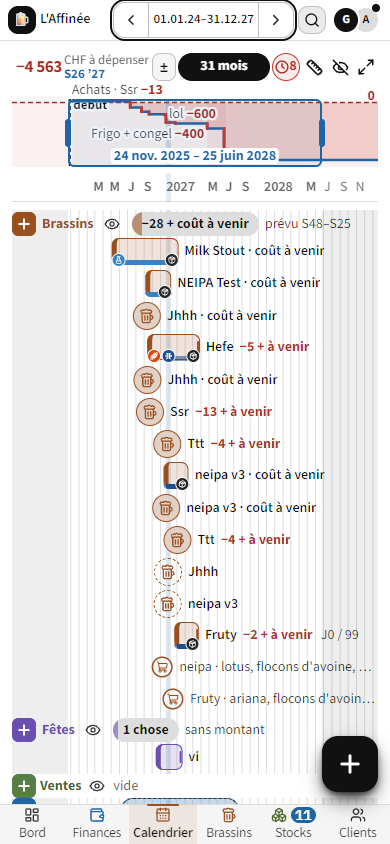 L'Affinée
01.01.24–31.12.27
G
A
−4 563
CHF à dépenser
S26 '27
±
31 mois
8
Achats · Ssr −13
0
début
lol −600
Frigo + congel −400
24 nov. 2025 – 25 juin 2028
M M J S 2027 M J S 2028 M J S N
Brassins
−28 + coût à venir
prévu S48–S25
Milk Stout · coût à venir
NEIPA Test · coût à venir
Jhhh · coût à venir
Hefe −5 + à venir
Jhhh · coût à venir
Ssr −13 + à venir
Ttt −4 + à venir
neipa v3 · coût à venir
neipa v3 · coût à venir
Ttt −4 + à venir
Jhhh
neipa v3
Fruty −2 + à venir J0 / 99
neipa · lotus, flocons d'avoine, …
Fruty · ariana, flocons d'avoin…
Fêtes
1 chose
sans montant
vi
Ventes
vide
Bord
Finances
Calendrier
Brassins
Stocks
11
Clients